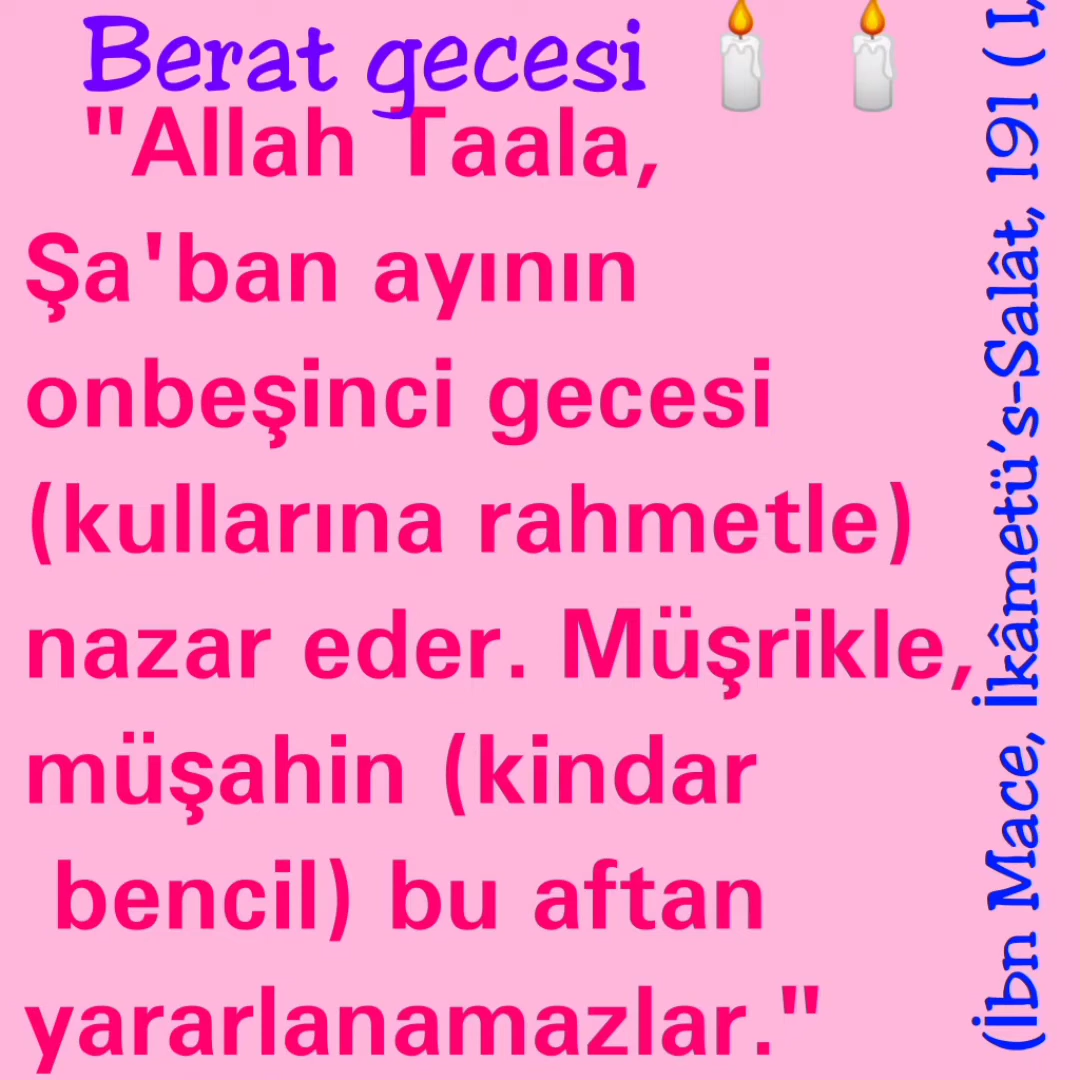 Berat gecesi
"Allah Taala,
Şa'ban ayının
onbeşinci gecesi
(kullarına rahmetle)
nazar eder. Müşrikle,
müşahin (kindar
bencil) bu aftan
yararlanamazlar."
(İbn Mace, İkâmetü's-Salât, 191 ( I,